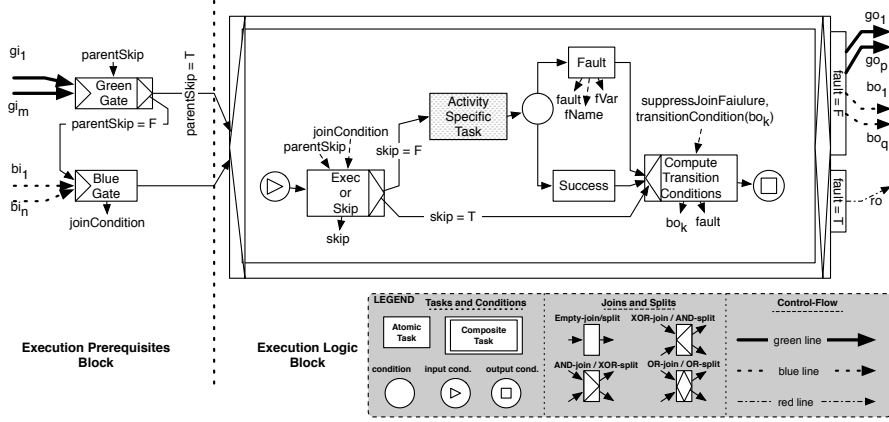 gi1
gim
parentSkip
Green
Gate
parentSkip = F
parentSkip = T
bi1
bin
Blue
Gate
joinCondition
joinCondition
parentSkip
skip = F
Exec
or
Skip
skip
skip = T
Activity
Specific
Task
Fault
fault
fName
fVar
Success
suppressJoinFaiulure,
transitionCondition(bok)
Compute
Transition
Conditions
bok
fault
fault = F
fault = T
go1
gop
bo1
boq
ro
Execution Prerequisites
Block
Execution Logic
Block
LEGEND
Tasks and Conditions
Atomic
Task
Composite
Task
condition
input cond.
output cond.
Joins and Splits
Empty-join/split
XOR-join / AND-split
AND-join / XOR-split
OR-join / OR-split
Control-Flow
green line
blue line
red line